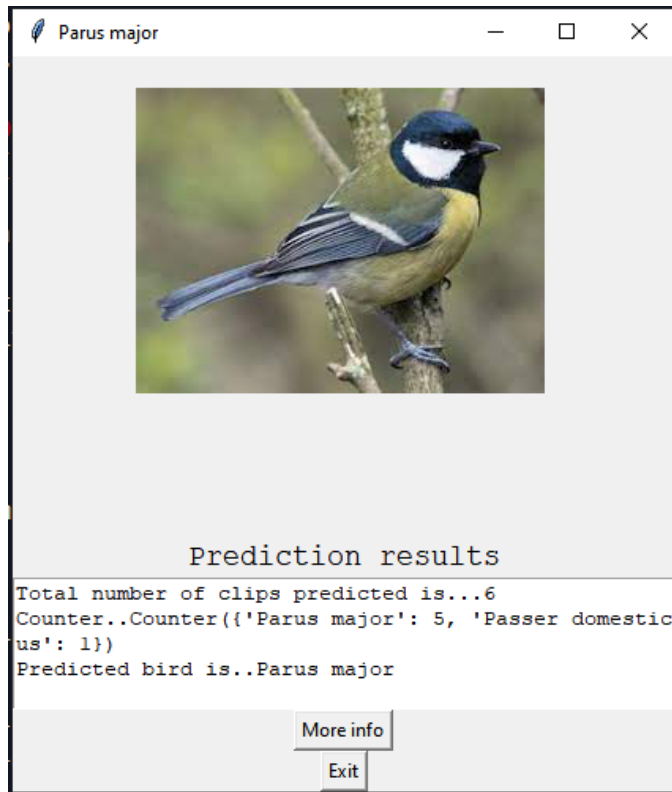 Parus major
Prediction results
Total number of clips predicted is...6
Counter..Counter({'Parus major': 5, 'Passer domestic
us': 1})
Predicted bird is..Parus major
More info
Exit